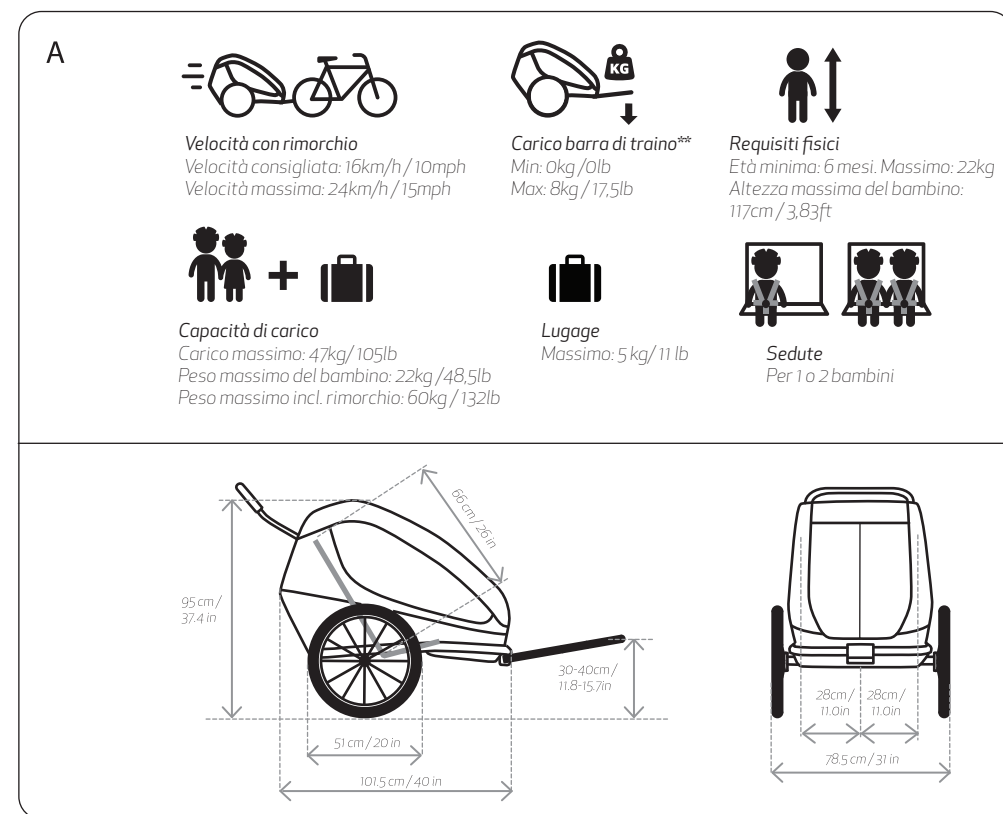 A
KG
Velocità con rimorchio
Velocità consigliata: 16km/h / 10mph
Velocità massima: 24km/h / 15mph
Carico barra di traino**
Min: 0kg /0lb
Max: 8kg / 17,5lb
Requisiti fisici
Età minima: 6 mesi. Massimo: 22kg
Altezza massima del bambino:
117cm / 3,83ft
Capacità di carico
Carico massimo: 47kg/ 105lb
Peso massimo del bambino: 22kg /48,5lb
Peso massimo incl. rimorchio: 60kg / 132lb
Lugage
Massimo: 5 kg/ 11 lb
Sedute
Per 1 o 2 bambini
66 cm / 26 in
95 cm /
37.4 in
30-40cm /
11.8-15.7in
51 cm / 20 in
101.5 cm / 40 in
28cm /
11.0in
28cm /
11.0in
78.5 cm / 31 in